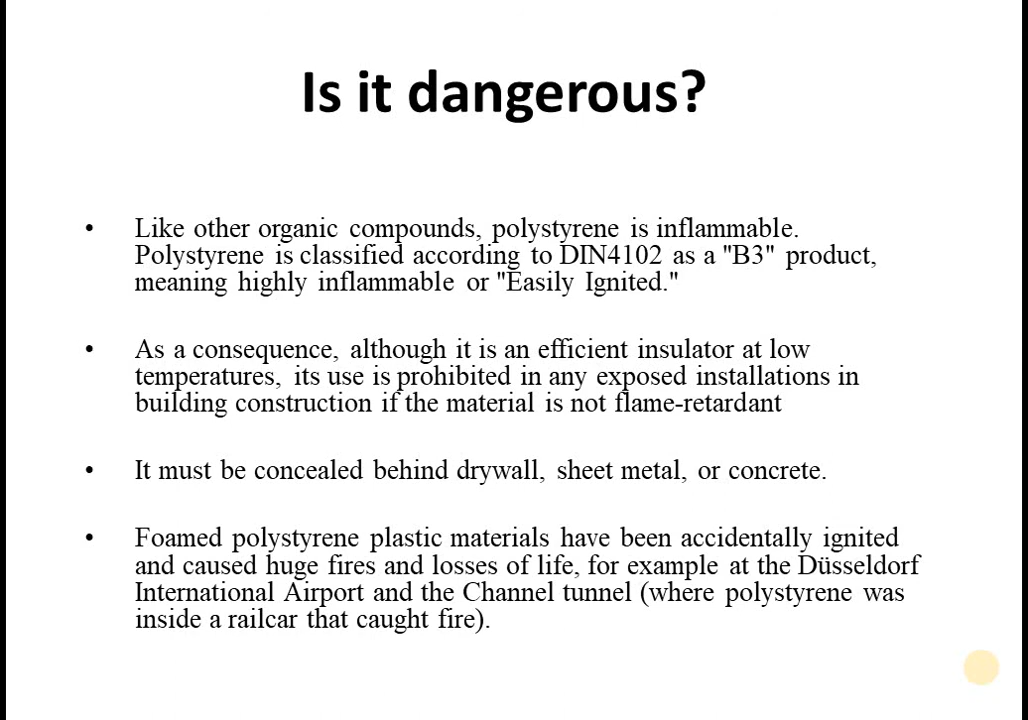 Is it dangerous?
• Like other organic compounds, polystyrene is inflammable.
Polystyrene is classified according to DIN4102 as a "B3" product,
meaning highly inflammable or "Easily Ignited."
• As a consequence, although it is an efficient insulator at low
temperatures, its use is prohibited in any exposed installations in
building construction if the material is not flame-retardant
• It must be concealed behind drywall, sheet metal, or concrete.
• Foamed polystyrene plastic materials have been accidentally ignited
and caused huge fires and losses of life, for example at the Düsseldorf
International Airport and the Channel tunnel (where polystyrene was
inside a railcar that caught fire).